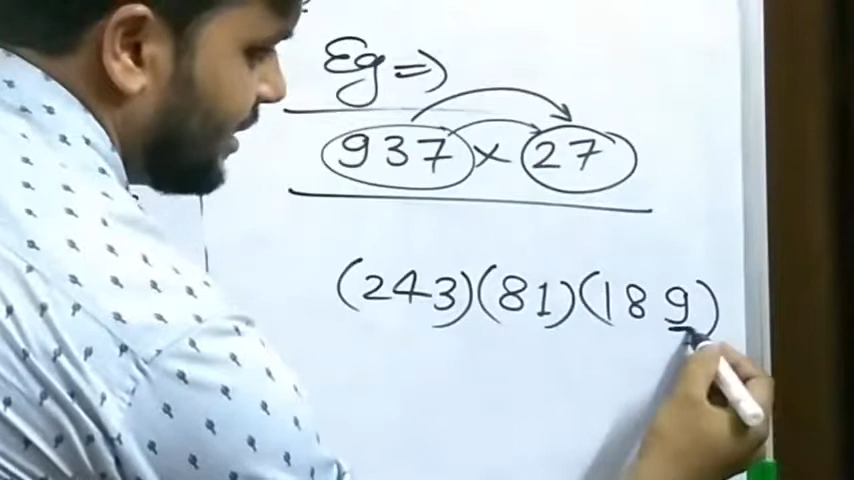 Eg ⇒
937 × 27
(243)(81)(189)